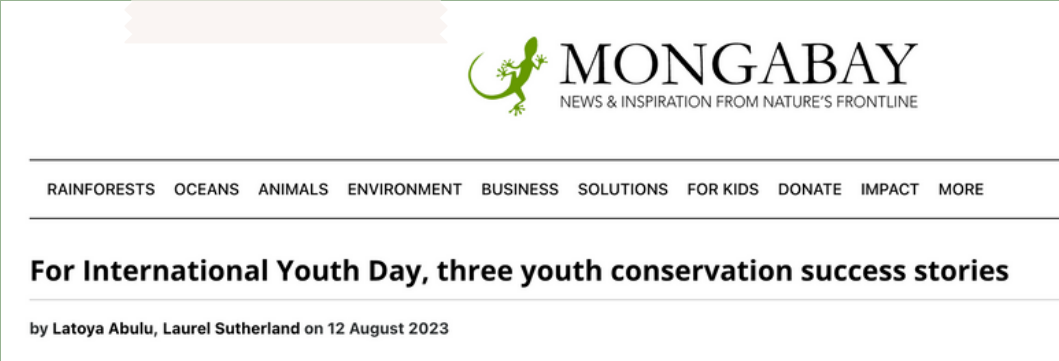 MONGABAY
NEWS & INSPIRATION FROM NATURE'S FRONTLINE
RAINFORESTS OCEANS ANIMALS ENVIRONMENT BUSINESS SOLUTIONS FOR KIDS DONATE IMPACT MORE
For International Youth Day, three youth conservation success stories
by Latoya Abulu, Laurel Sutherland on 12 August 2023